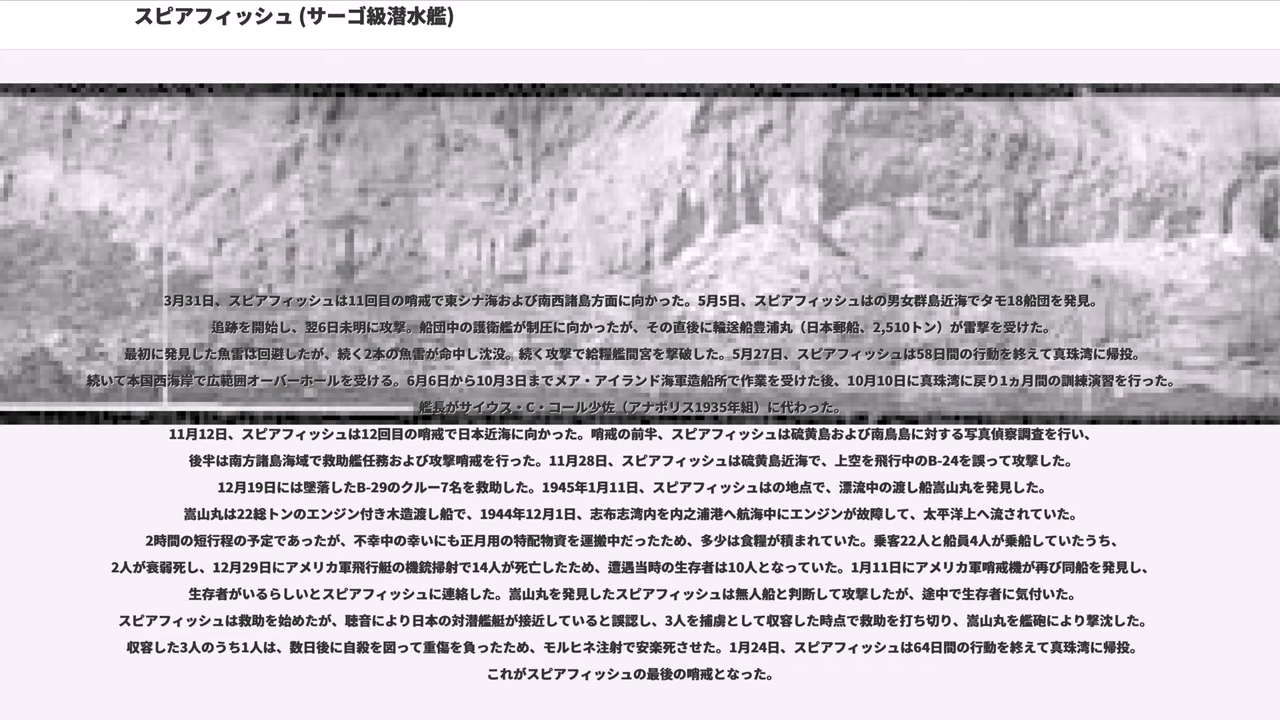 スピアフィッシュ (サーゴ級潜水艦)
3月31日、スピアフィッシュは11回目の哨戒で東シナ海および南西諸島方面に向かった。5月5日、スピアフィッシュはの男女群島近海でタモ18船団を発見。
追跡を開始し、翌6日未明に攻撃。船団中の護衛艦が制圧に向かったが、その直後に輸送船豊浦丸（日本郵船、2,510トン）が雷撃を受けた。
最初に発見した魚雷は回避したが、続く2本の魚雷が命中し沈没。続く攻撃で給糧艦間宮を撃破した。5月27日、スピアフィッシュは58日間の行動を終えて真珠湾に帰投。
続いて本国西海岸で広範囲オーバーホールを受ける。6月6日から10月3日までメア・アイランド海軍造船所で作業を受けた後、10月10日に真珠湾に戻り1ヵ月間の訓練演習を行った。
艦長がサイウス・C・コール少佐（アナポリス1935年組）に代わった。
11月12日、スピアフィッシュは12回目の哨戒で日本近海に向かった。哨戒の前半、スピアフィッシュは硫黄島および南鳥島に対する写真偵察調査を行い、
後半は南方諸島海域で救助艦任務および攻撃哨戒を行った。11月28日、スピアフィッシュは硫黄島近海で、上空を飛行中のB-24を誤って攻撃した。
12月19日には墜落したB-29のクルー7名を救助した。1945年1月11日、スピアフィッシュはの地点で、漂流中の渡し船嵩山丸を発見した。
嵩山丸は22総トンのエンジン付き木造渡し船で、1944年12月1日、志布志湾内を内之浦港へ航海中にエンジンが故障して、太平洋上へ流されていた。
2時間の短行程の予定であったが、不幸中の幸いにも正月用の特配物資を運搬中だったため、多少は食糧が積まれていた。乗客22人と船員4人が乗船していたうち、
2人が衰弱死し、12月29日にアメリカ軍飛行艇の機銃掃射で14人が死亡したため、遭遇当時の生存者は10人となっていた。1月11日にアメリカ軍哨戒機が再び同船を発見し、
生存者がいるらしいとスピアフィッシュに連絡した。嵩山丸を発見したスピアフィッシュは無人船と判断して攻撃したが、途中で生存者に気付いた。
スピアフィッシュは救助を始めたが、聴音により日本の対潜艦艇が接近していると誤認し、3人を捕虜として収容した時点で救助を打ち切り、嵩山丸を艦砲により撃沈した。
収容した3人のうち1人は、数日後に自殺を図って重傷を負ったため、モルヒネ注射で安楽死させた。1月24日、スピアフィッシュは64日間の行動を終えて真珠湾に帰投。
これがスピアフィッシュの最後の哨戒となった。